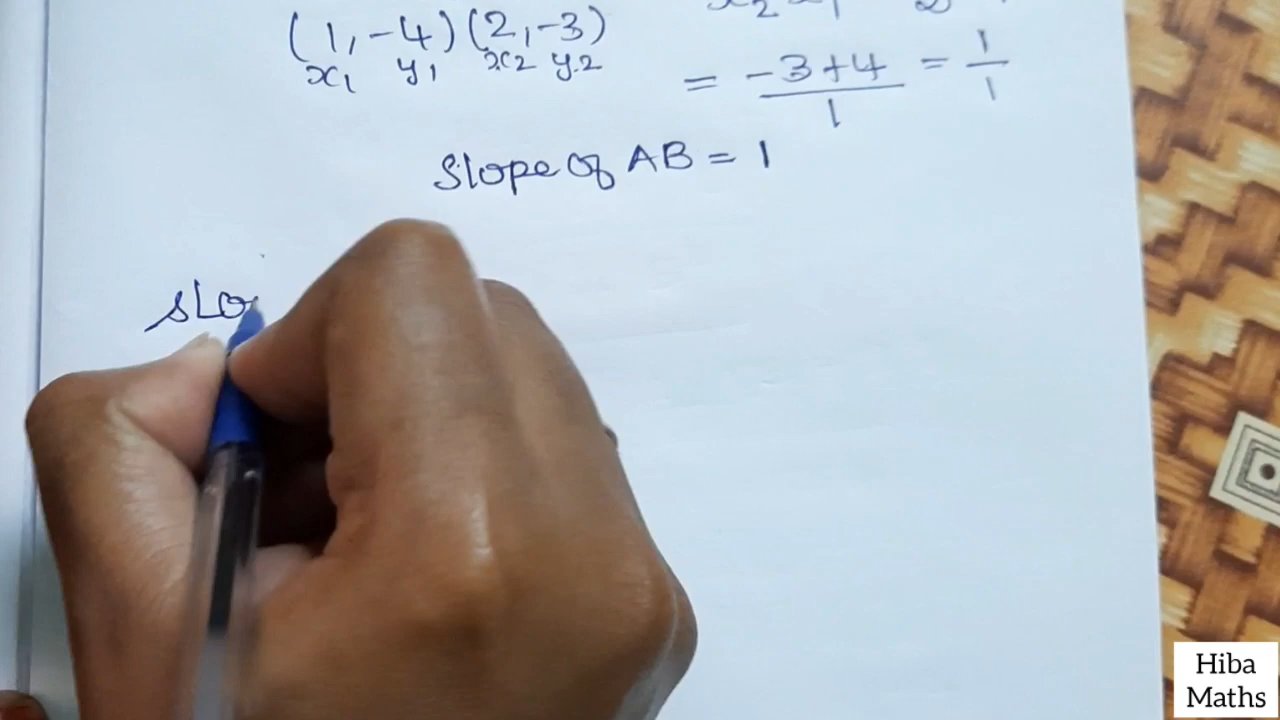 (1, -4) (2, -3)
x₁ y₁ x₂ y₂
= -3+4 / 1 = 1/1
Slope of AB = 1
sLo
Hiba
Maths